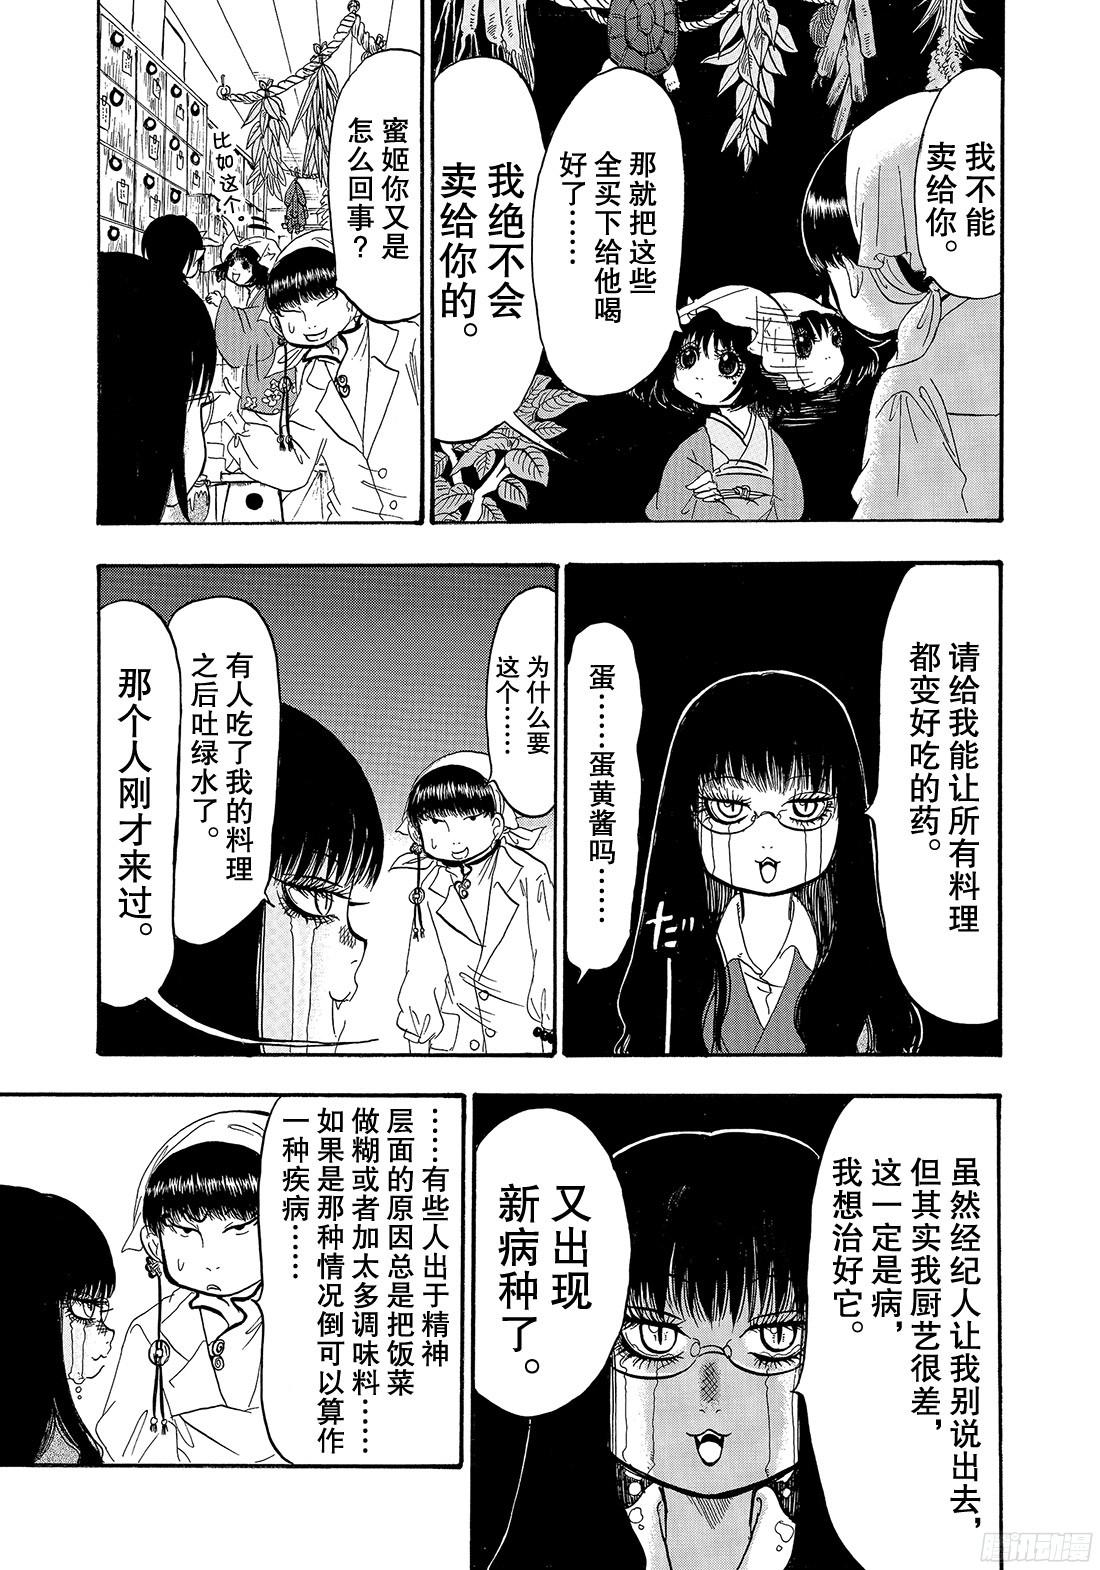 我不能
卖给你。
那就把这些
全买下给他喝
好了……
我绝不会
卖给你的。
蜜姬你又是
怎么回事？
比如这个。
请给我能让所有料理
都变好吃的药。
蛋……蛋黄酱吗……
だーっ
为什么要
这个……
有人吃了我的料理
之后吐绿水了。
那个人刚才来过。
虽然经纪人让我别说出去，
但其实我厨艺很差，
这一定是病，
我想治好它。
又出现
新病种了。
……有些人出于精神
层面的原因总是把饭菜
做糊或者加太多调味料……
如果是那种情况倒可以算作
一种疾病……
腾讯动漫